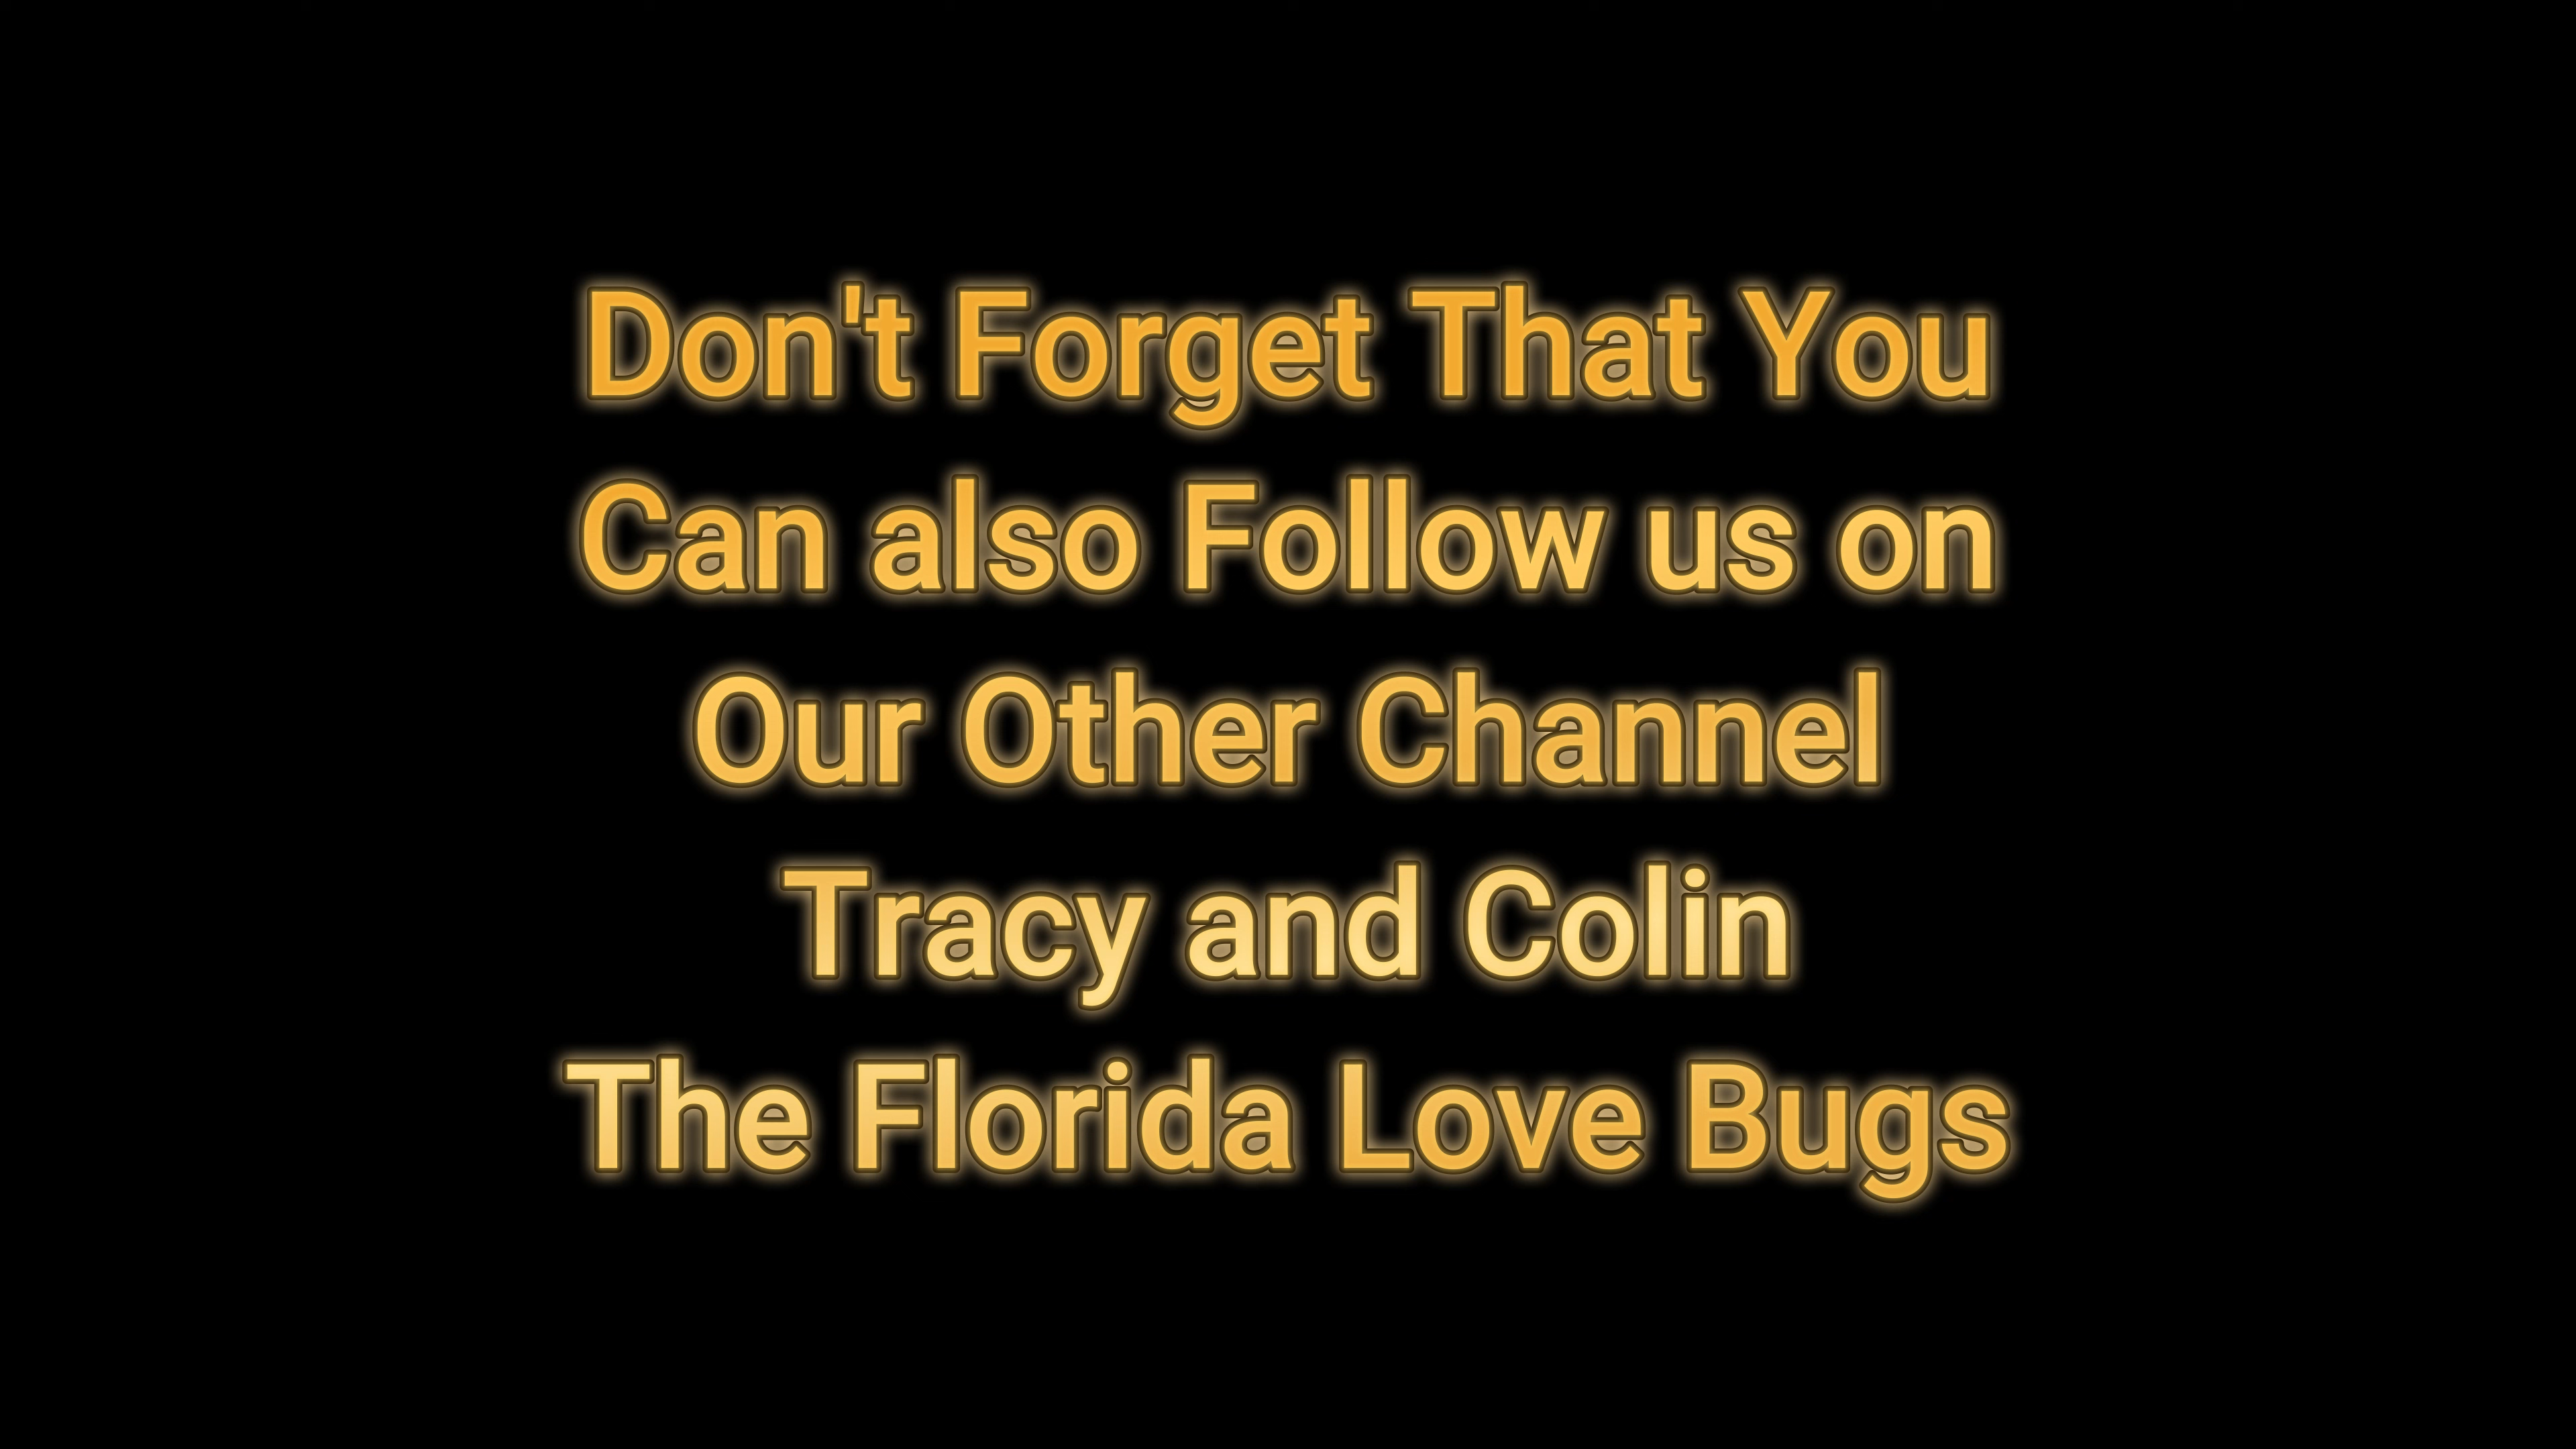 Don't Forget That You
Can also Follow us on
Our Other Channel
Tracy and Colin
The Florida Love Bugs